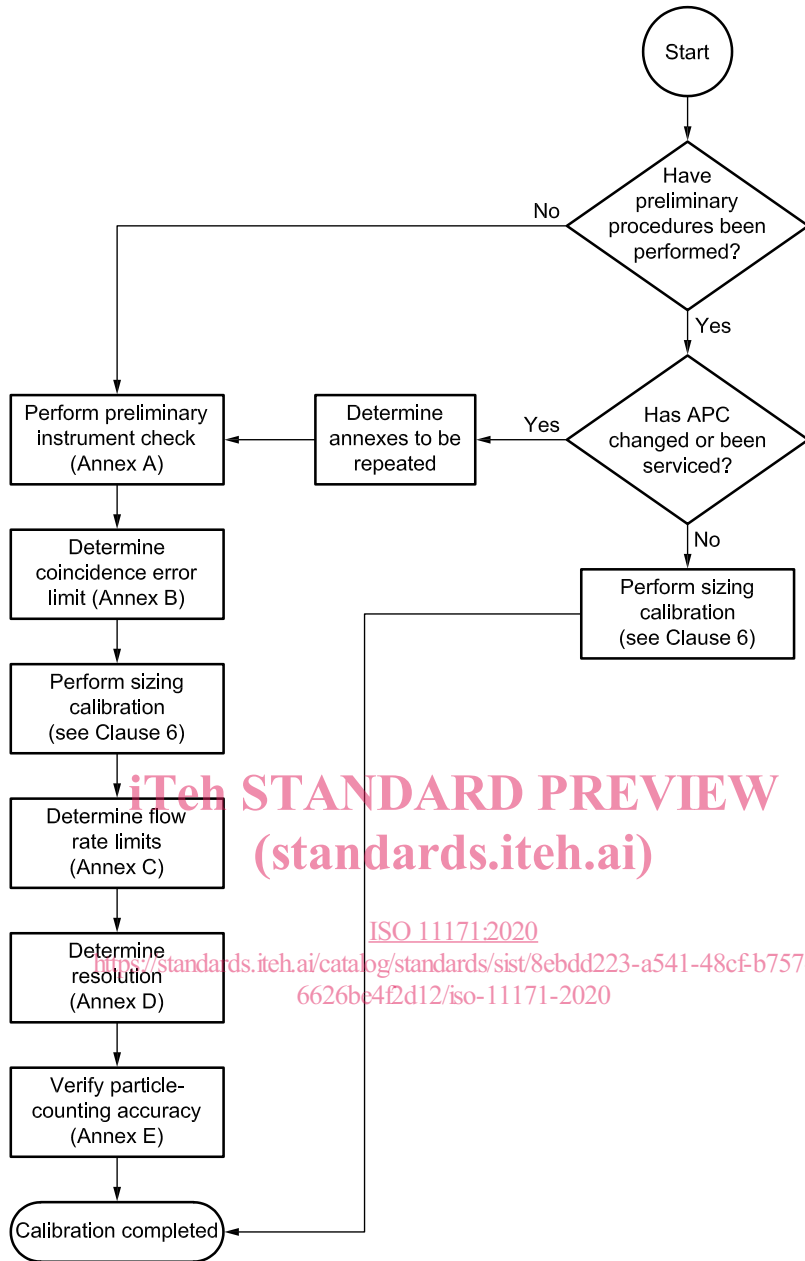 Start
Have
preliminary
procedures been
performed?
No
Yes
Has APC
changed or been
serviced?
Yes
Determine
annexes to be
repeated
Perform preliminary
instrument check
(Annex A)
No
Perform sizing
calibration
(see Clause 6)
Determine
coincidence error
limit (Annex B)
Perform sizing
calibration
(see Clause 6)
iTeh STANDARD PREVIEW
(standards.iteh.ai)
Determine flow
rate limits
(Annex C)
ISO 11171:2020
https://standards.iteh.ai/catalog/standards/sist/8ebdd223-a541-48cf-b757
6626be4f2d12/iso-11171-2020
Determine
resolution
(Annex D)
Verify particle-
counting accuracy
(Annex E)
Calibration completed